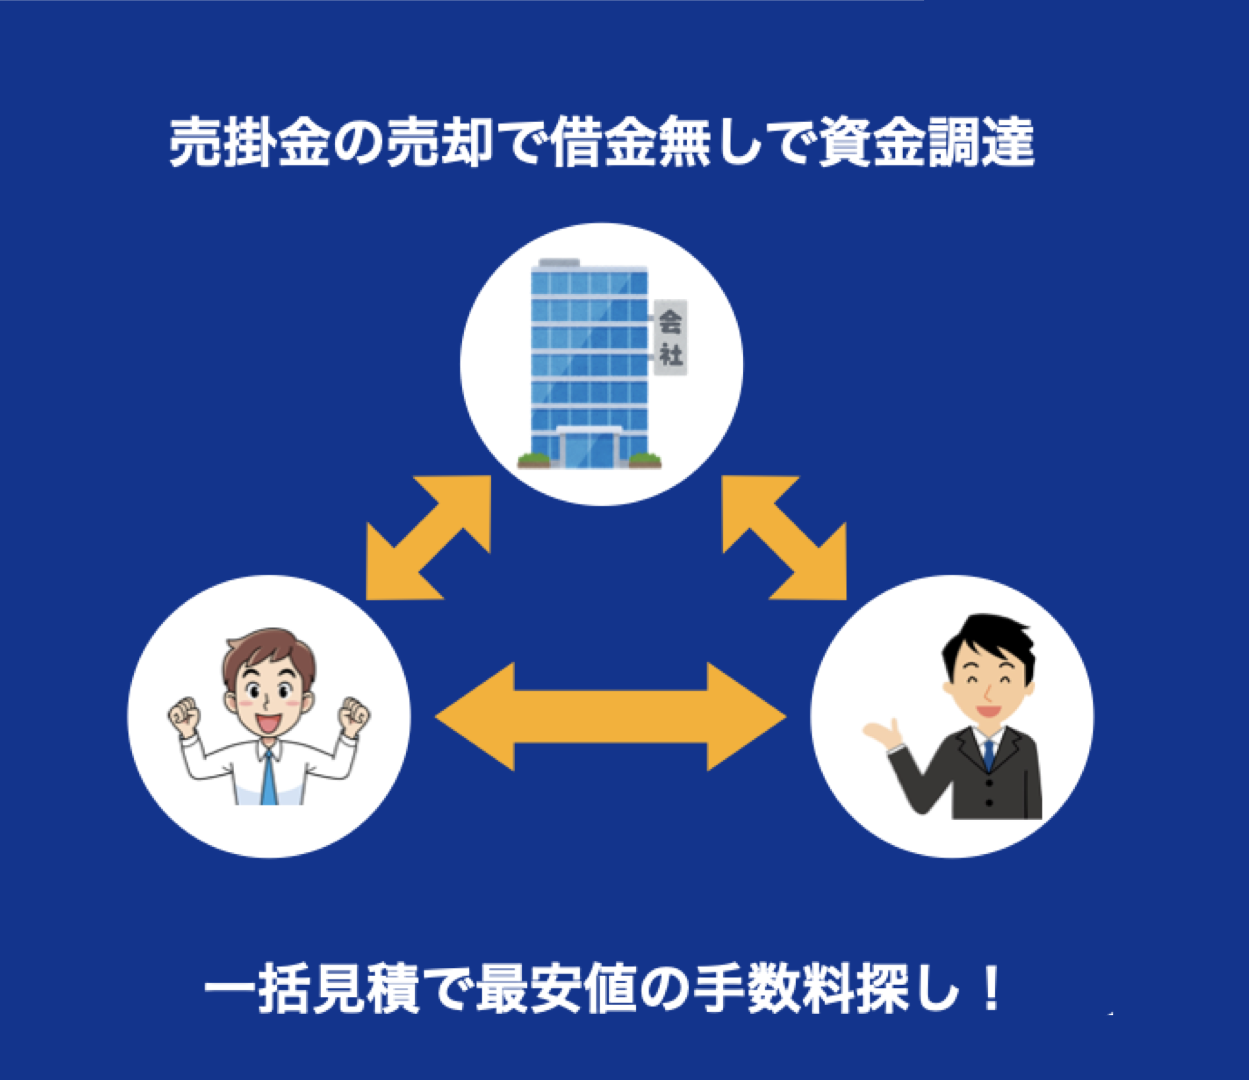 売掛金の売却で借金無しで資金調達
会社
一括見積で最安値の手数料探し！